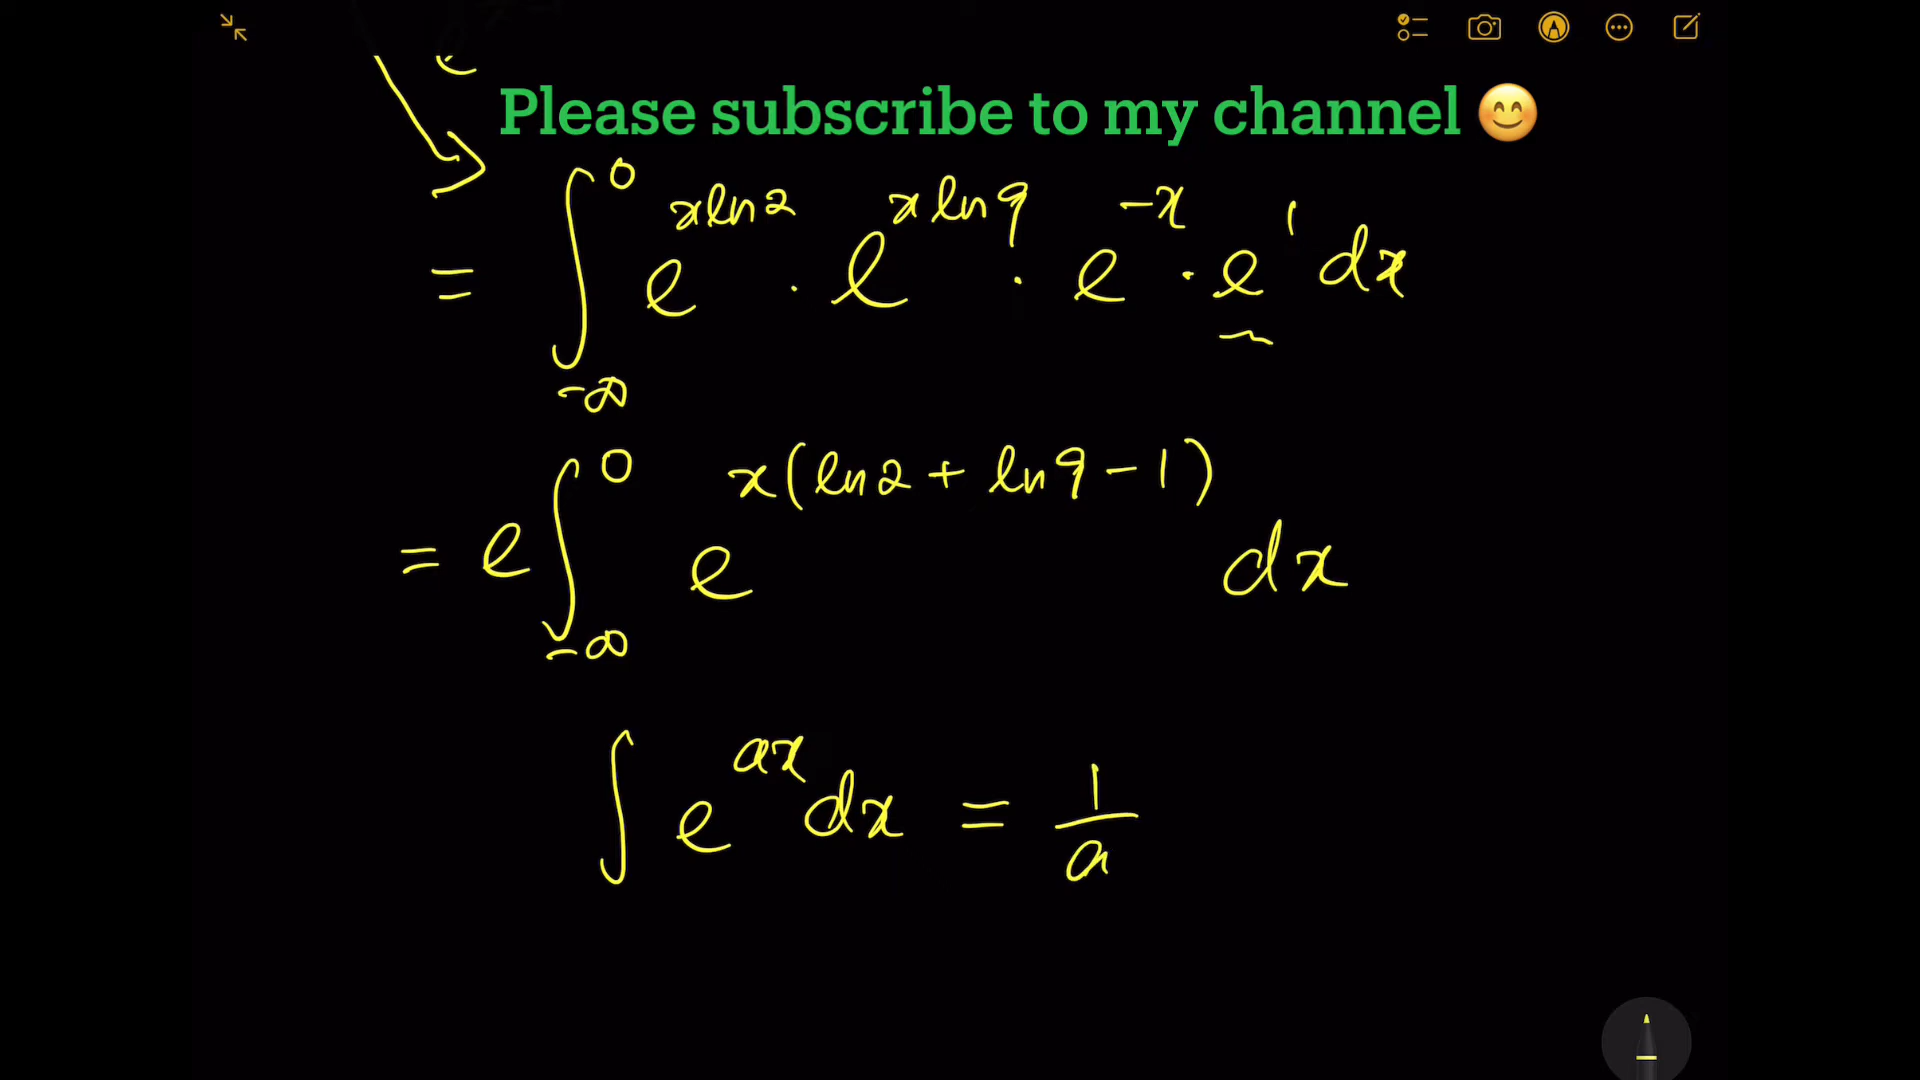 Please subscribe to my channel 😊
= ∫_{-∞}^{0} e^{x ln 2} · e^{x ln 9} · e^{-x} · e^{1} dx
= e ∫_{-∞}^{0} e^{x(ln 2 + ln 9 - 1)} dx
∫ e^{ax} dx = \frac{1}{a}